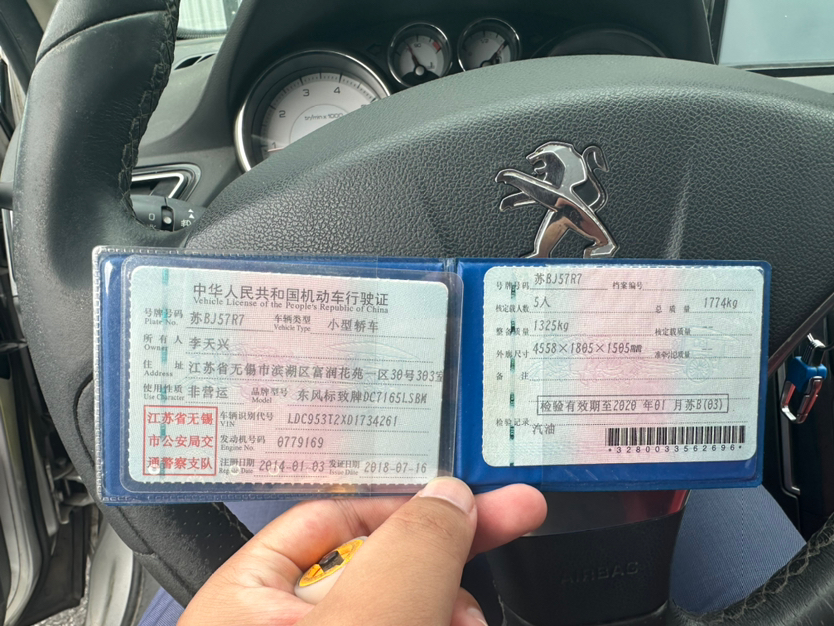 3
4
5
tr/min x 1000
中华人民共和国机动车行驶证
Vehicle License of the People's Republic of China
号牌号码 苏BJ57R7 车辆类型 小型轿车
Plate No. Vehicle Type
所有人 李天兴
Owner
住 址 江苏省无锡市滨湖区富润花苑一区30号303室
Address
使用性质 非营运 品牌型号 东风标致牌DC7165LSBM
Use Character Model
江苏省无锡
市公安局交
通警察支队
车辆识别代号 LDC953T2XD1734261
VIN
发动机号码 0779169
Engine No.
注册日期 2014-01-03 发证日期 2018-07-16
Issue Date
号牌号码 苏BJ57R7 档案编号
核定载人数 5人 总质量 1774kg
整备质量 1325kg 核定载质量 --
外廓尺寸 4558×1805×1505mm 准牵引总质量 --
备 注
检验有效期至2020 年01 月苏B(03)
检验记录
汽油
*3280033562696*
AIRBAG